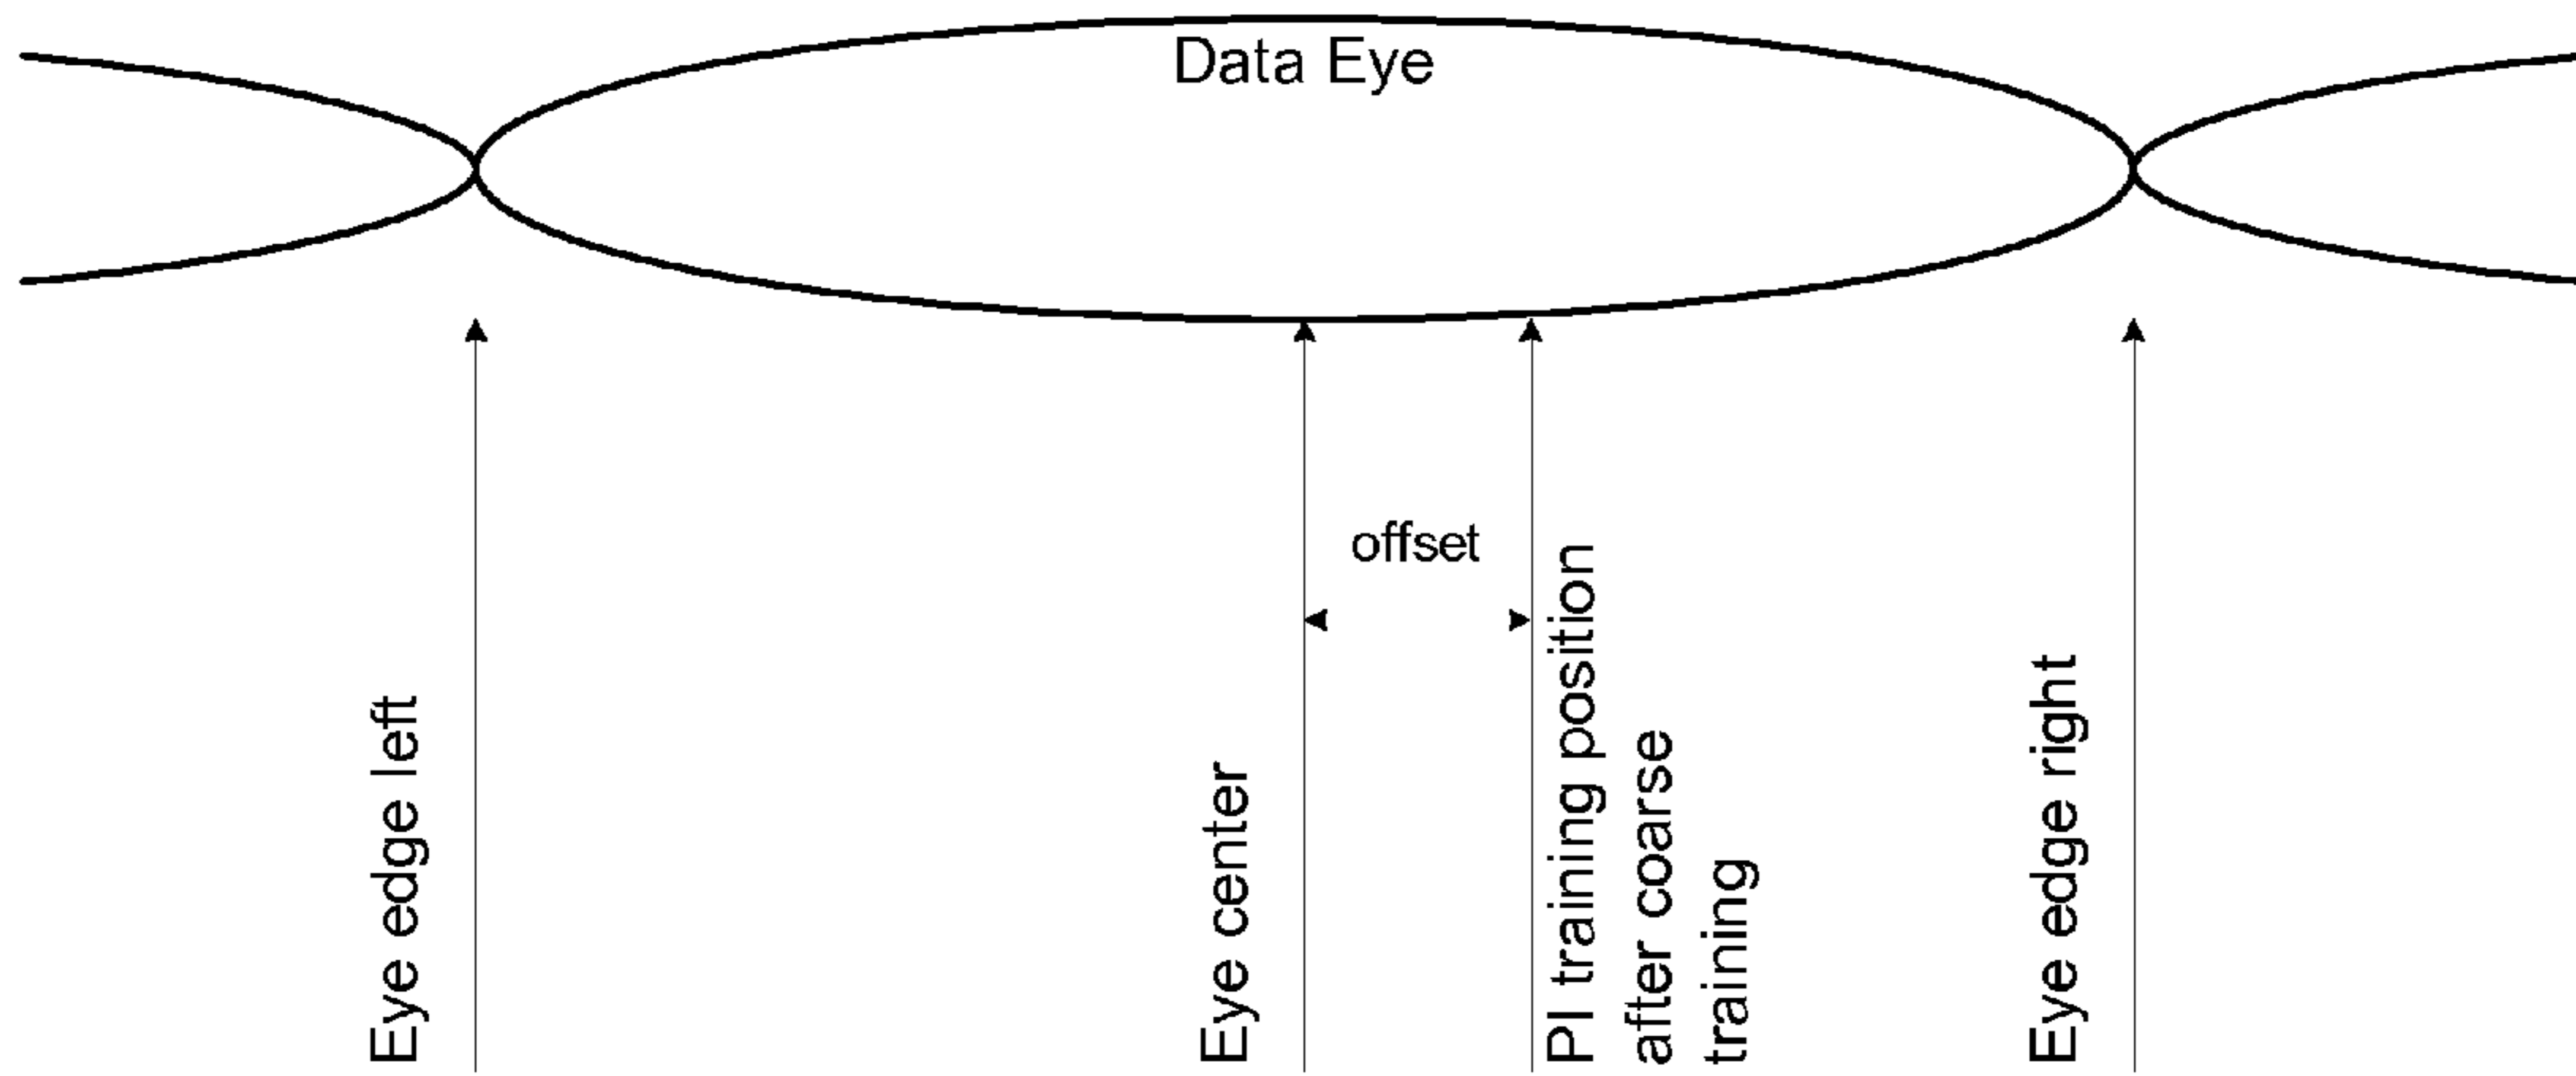 Data Eye
offset
Eye edge left
Eye center
PI training position
after coarse
training
Eye edge right